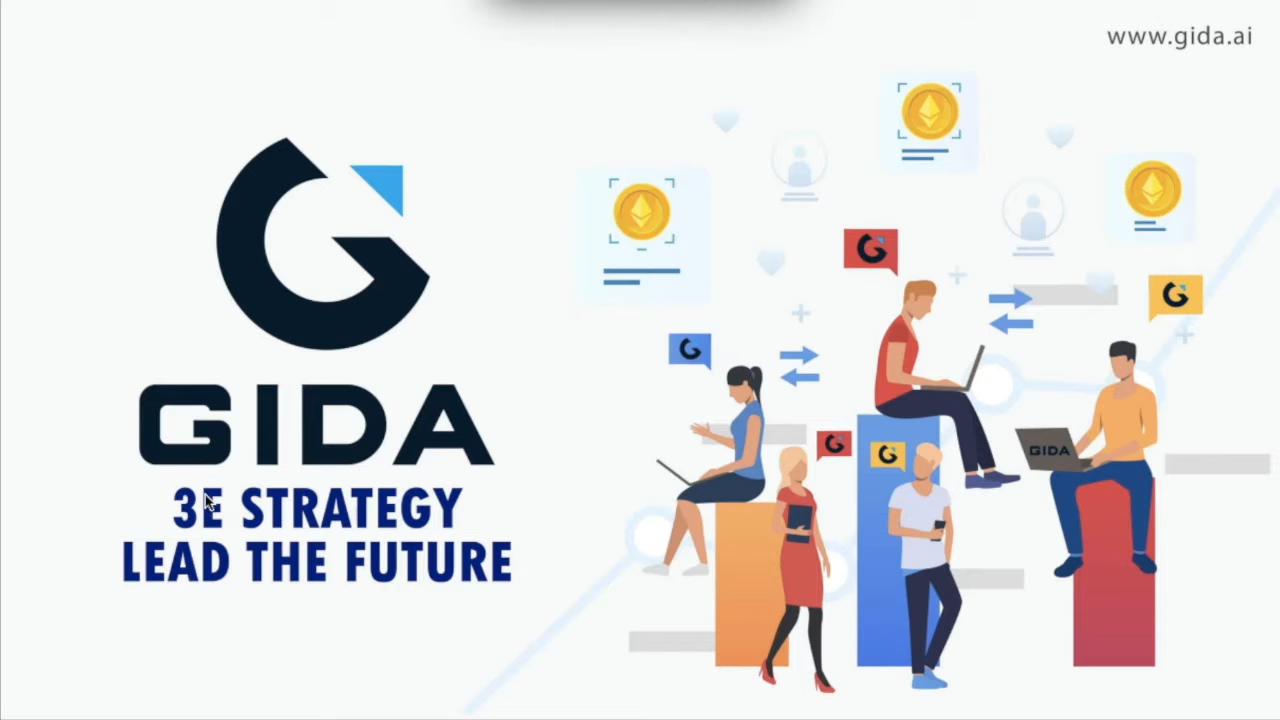 www.gida.ai
GIDA
3E STRATEGY
LEAD THE FUTURE
GIDA